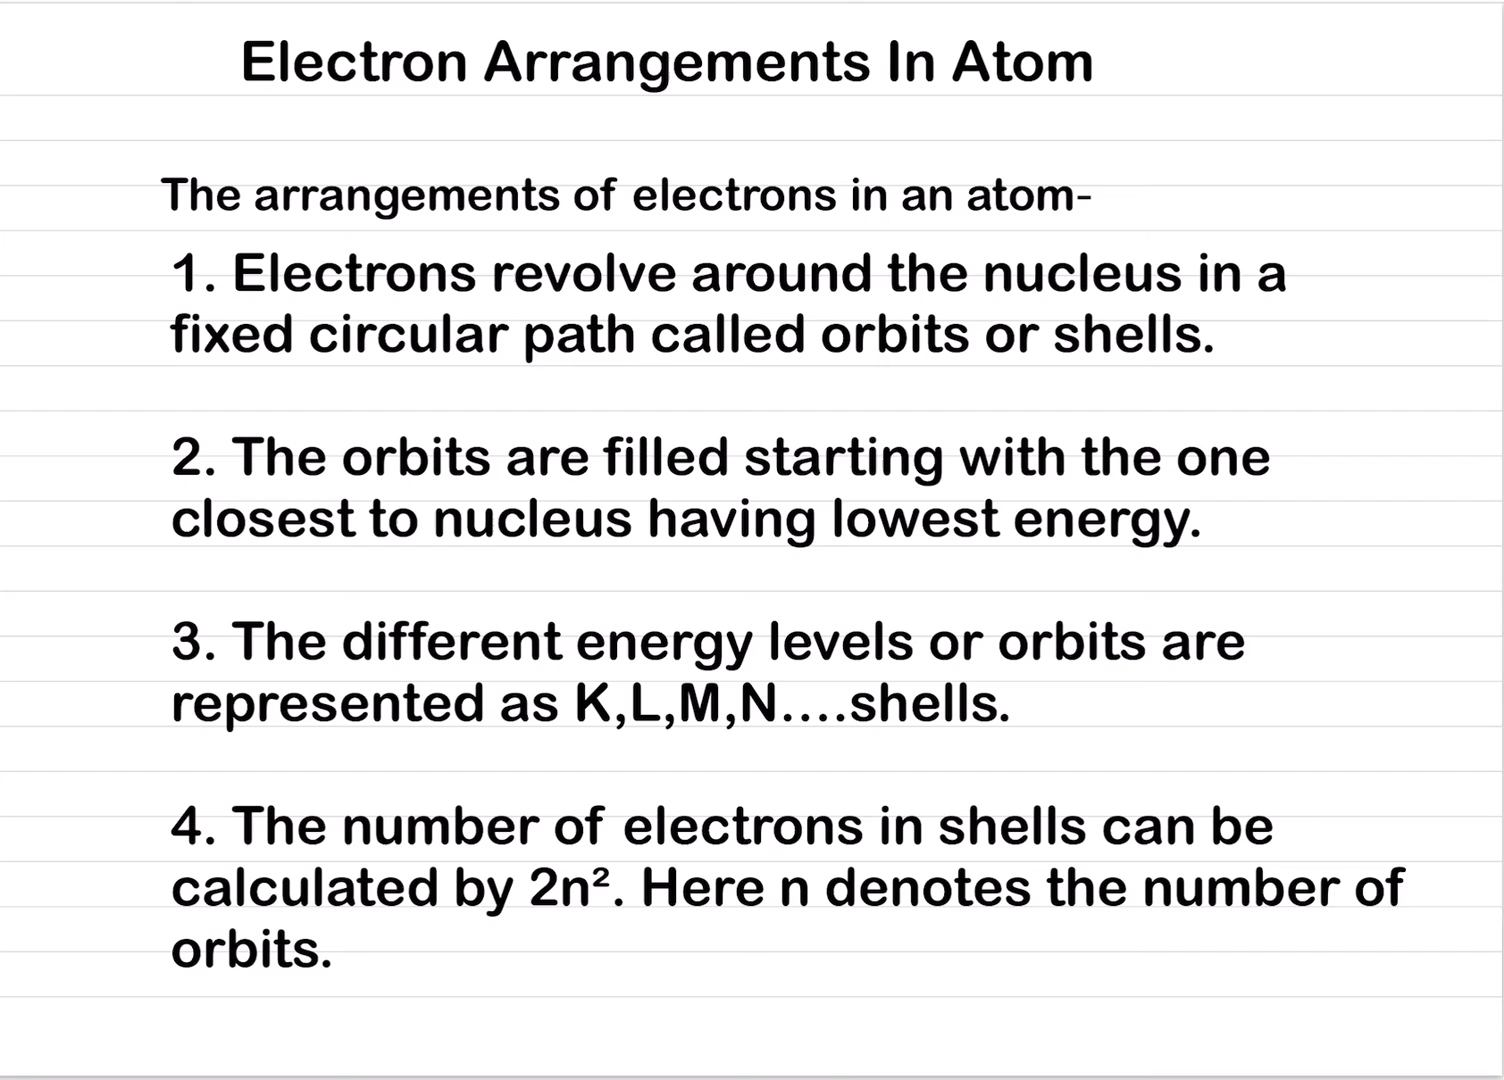 Electron Arrangements In Atom
The arrangements of electrons in an atom-
1. Electrons revolve around the nucleus in a
fixed circular path called orbits or shells.
2. The orbits are filled starting with the one
closest to nucleus having lowest energy.
3. The different energy levels or orbits are
represented as K,L,M,N....shells.
4. The number of electrons in shells can be
calculated by 2n². Here n denotes the number of
orbits.